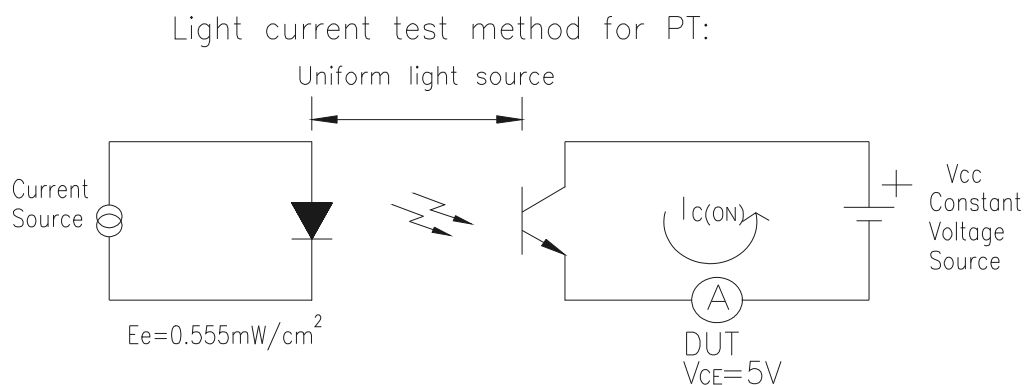 Light current test method for PT:
Uniform light source
Current
Source
Ee=0.555mW/cm²
IC(ON)
A
DUT
VCE=5V
+
Vcc
Constant
Voltage
Source